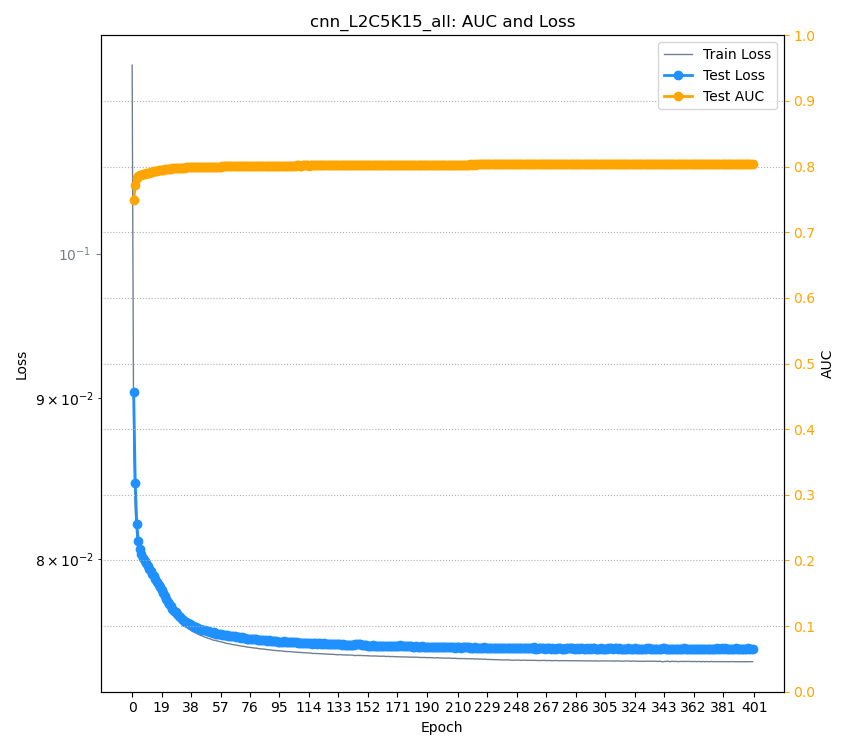 cnn_L2C5K15_all: AUC and Loss
Train Loss
Test Loss
Test AUC
Loss
10⁻¹
9 × 10⁻²
8 × 10⁻²
1.0
0.9
0.8
0.7
0.6
0.5
0.4
0.3
0.2
0.1
0.0
AUC
0 19 38 57 76 95 114 133 152 171 190 210 229 248 267 286 305 324 343 362 381 401
Epoch